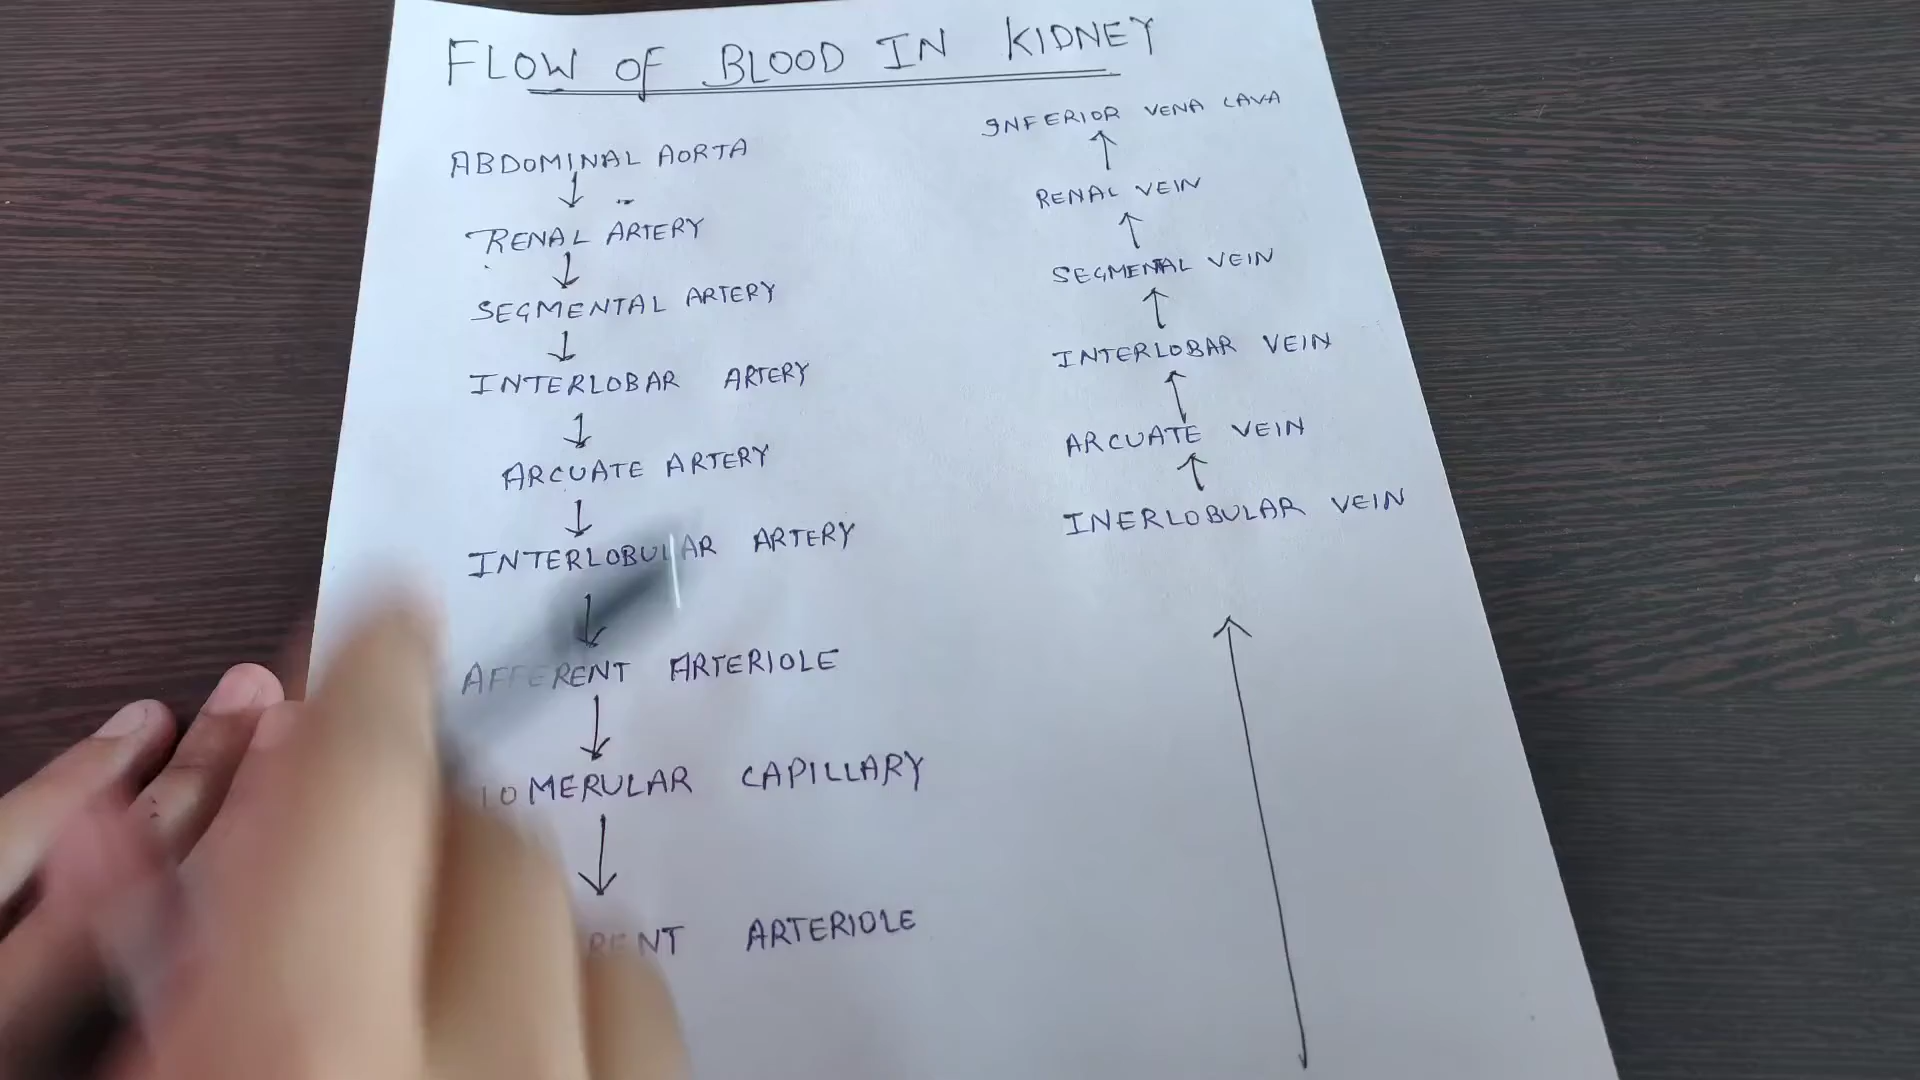 FLOW OF BLOOD IN KIDNEY
ABDOMINAL AORTA
RENAL ARTERY
SEGMENTAL ARTERY
INTERLOBAR ARTERY
ARCUATE ARTERY
INTERLOBULAR ARTERY
AFFERENT ARTERIOLE
CAPILLARY
ARTERIOLE
INFERIOR VENA CAVA
RENAL VEIN
SEGMENTAL VEIN
INTERLOBAR VEIN
ARCUATE VEIN
INERLOBULAR VEIN